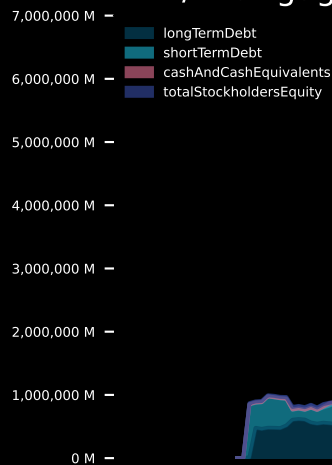 7,000,000 M
longTermDebt
shortTermDebt
6,000,000 M
cashAndCashEquivalents
totalStockholdersEquity
5,000,000 M
4,000,000 M
3,000,000 M
2,000,000 M
1,000,000 M
0 M